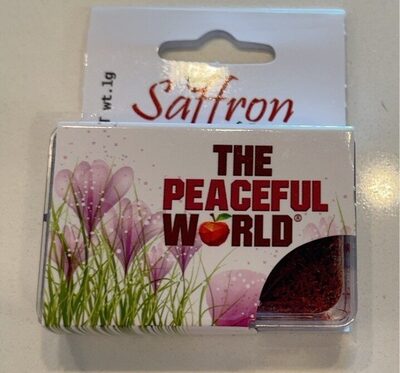 Saffron
T wt.1g
THE
PEACEFUL
WORLD®